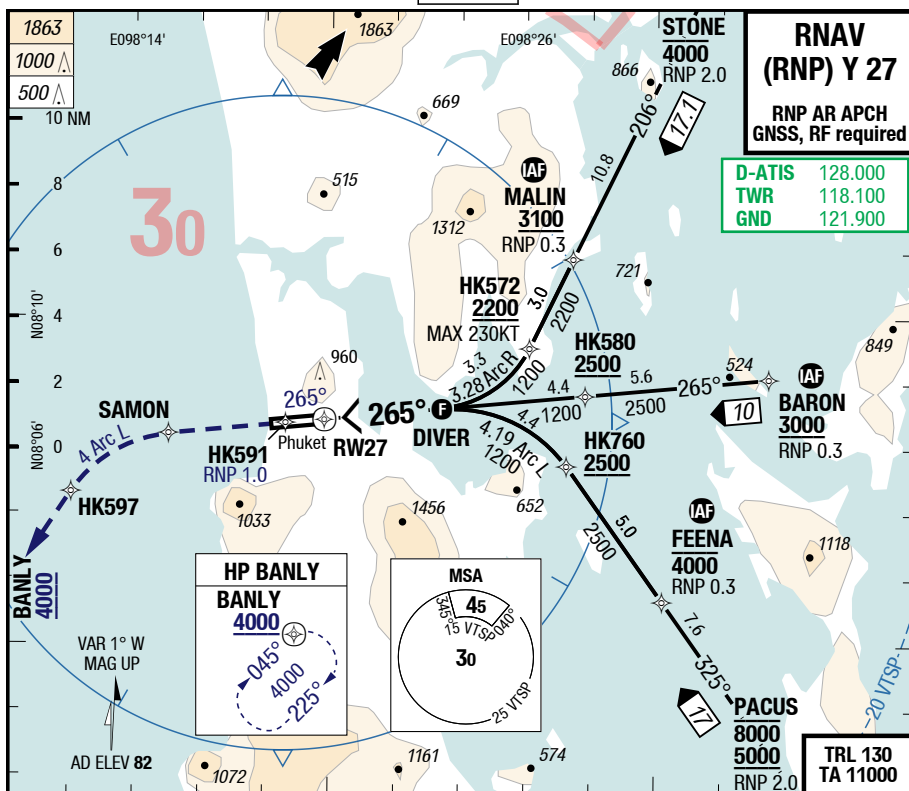 1863
1000
500
10 NM
8
6
4
2
0
E098°14'
E098°26'
N08°10'
N08°06'
1863
669
515
1312
866
721
524
849
960
1033
1456
652
1118
1072
1161
574
30
RNAV
(RNP) Y 27
RNP AR APCH
GNSS, RF required
D-ATIS 128.000
TWR 118.100
GND 121.900
STONE
4000
RNP 2.0
206°
17.1
10.8
IAF
MALIN
3100
RNP 0.3
3.0
2200
HK572
2200
MAX 230KT
3.3
3.28 Arc R
1200
HK580
2500
4.4
1200
5.6
2500
265°
10
IAF
BARON
3000
RNP 0.3
265°
F
DIVER
4.4
4.19 Arc L
1200
HK760
2500
5.0
2500
IAF
FEENA
4000
RNP 0.3
7.6
325°
17
PACUS
8000
5000
RNP 2.0
20 VTSP
RW27
Phuket
265°
HK591
RNP 1.0
SAMON
4 Arc L
HK597
BANLY
4000
VAR 1° W
MAG UP
AD ELEV 82
HP BANLY
BANLY
4000
045°
4000
225°
MSA
45
345°
040°
15 VTSP
30
25 VTSP
TRL 130
TA 11000